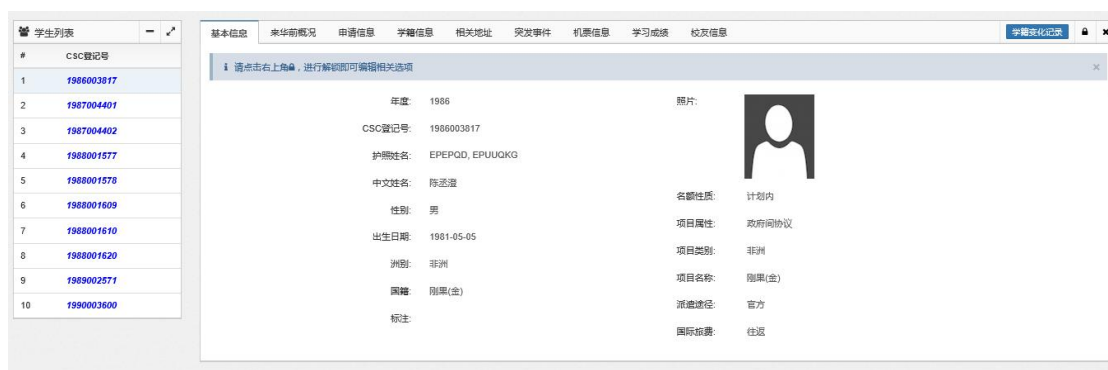 学生列表
# CSC登记号
1 1986003817
2 1987004401
3 1987004402
4 1988001577
5 1988001578
6 1988001609
7 1988001610
8 1988001620
9 1989002571
10 1990003600
基本信息 来华前概况 申请信息 学籍信息 相关地址 突发事件 机票信息 学习成绩 校友信息 学籍变化记录
请点击右上角,进行解锁即可编辑相关选项
年度: 1986
CSC登记号: 1986003817
护照姓名: EPEPQD, EPUUQKG
中文姓名: 陈丞澄
性别: 男
出生日期: 1981-05-05
洲别: 非洲
国籍: 刚果(金)
标注:
照片:
名额性质: 计划内
项目属性: 政府间协议
项目类别: 非洲
项目名称: 刚果(金)
派遣途径: 官方
国际旅费: 往返